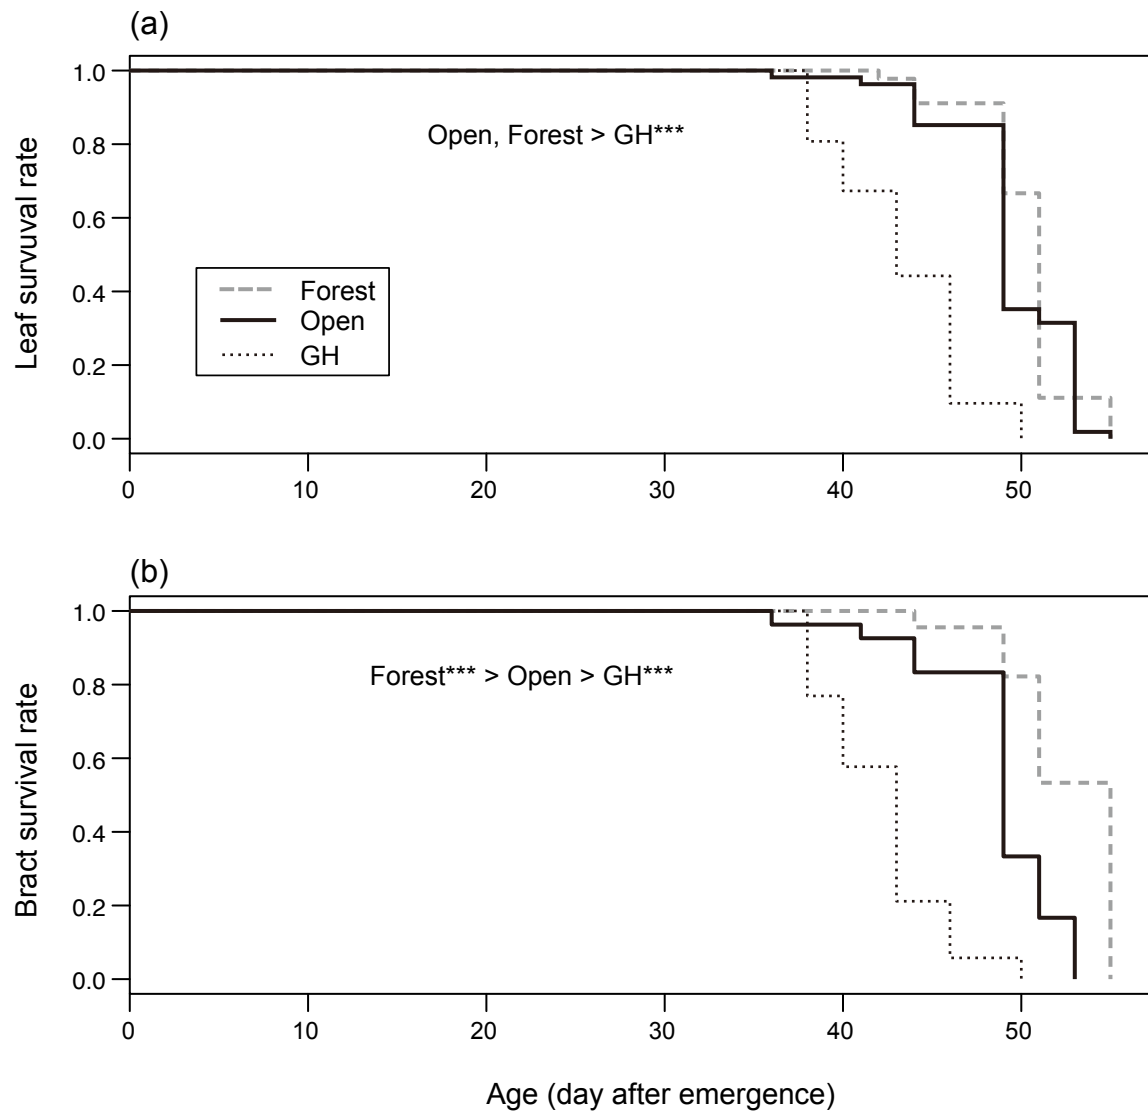 (a)
1.0
0.8
0.6
0.4
0.2
0.0
Leaf survuval rate
Open, Forest > GH***
Forest
Open
GH
0 10 20 30 40 50
(b)
1.0
0.8
0.6
0.4
0.2
0.0
Bract survival rate
Forest*** > Open > GH***
0 10 20 30 40 50
Age (day after emergence)